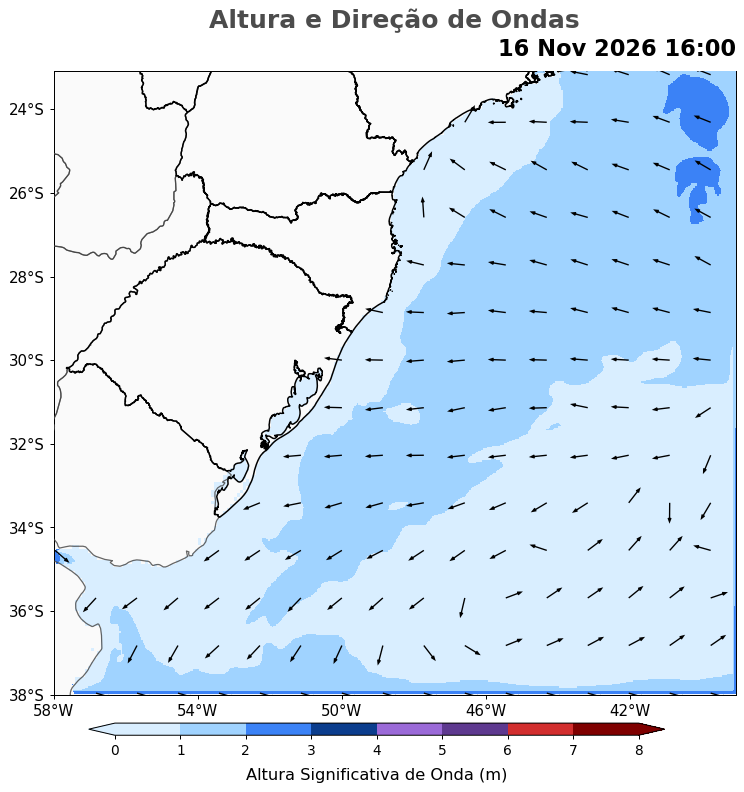 Altura e Direção de Ondas
16 Nov 2026 16:00
24°S
26°S
28°S
30°S
32°S
34°S
36°S
38°S
58°W 54°W 50°W 46°W 42°W
0 1 2 3 4 5 6 7 8
Altura Significativa de Onda (m)